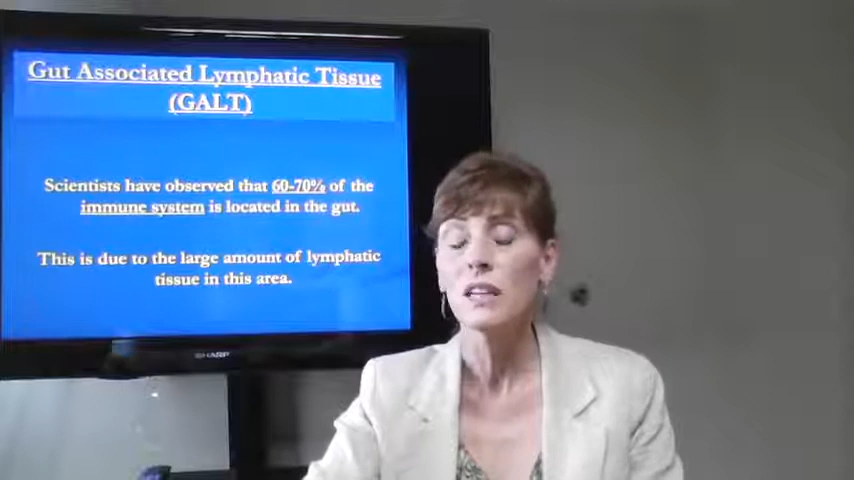 Gut Associated Lymphatic Tissue
(GALT)
Scientists have observed that 60-70% of the
immune system is located in the gut.
This is due to the large amount of lymphatic
tissue in this area.
SHARP